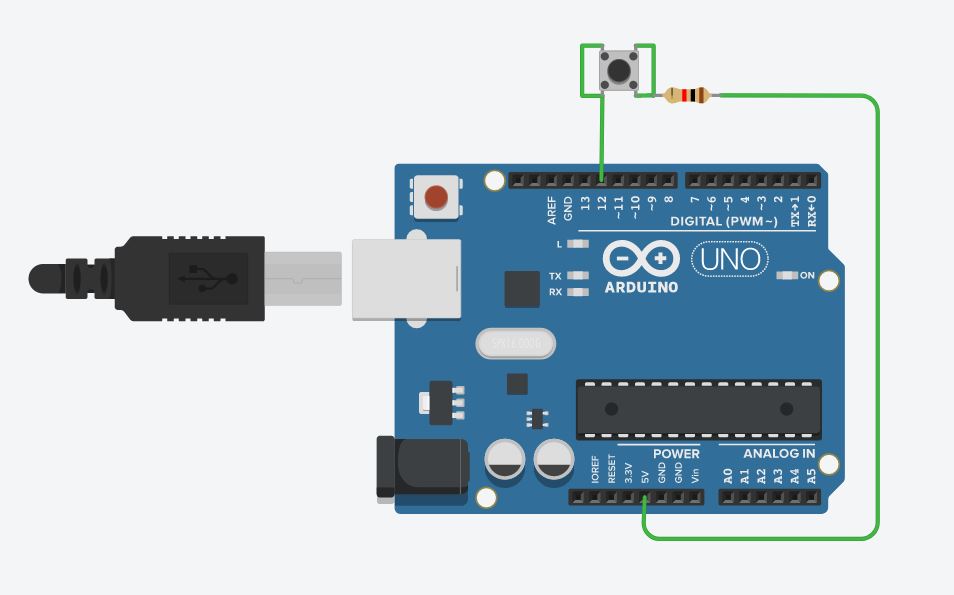 AREF
GND
13
12
~11
~10
~9
8
7
~6
~5
4
~3
2
TX→1
RX←0
DIGITAL (PWM~)
L
TX
RX
ARDUINO
UNO
ON
SPK16.000G
POWER
ANALOG IN
IOREF
RESET
3.3V
5V
GND
GND
Vin
A0
A1
A2
A3
A4
A5